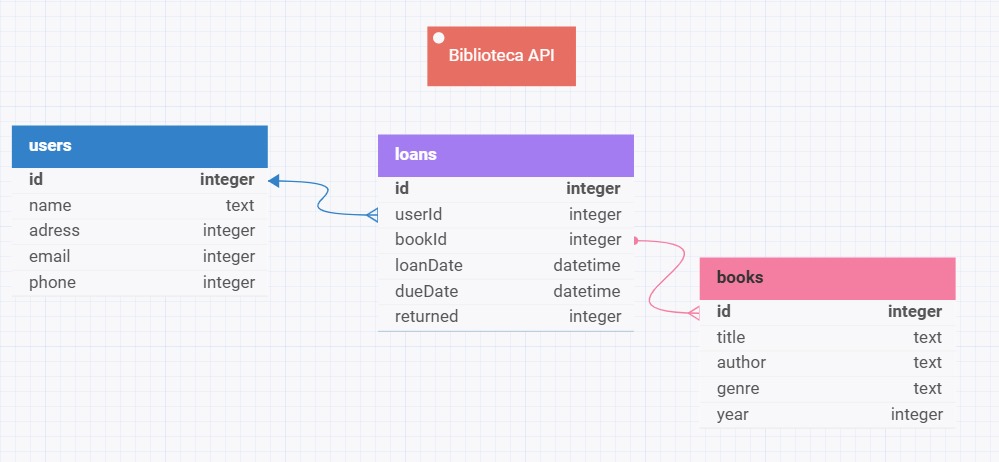 Biblioteca API
users
id integer
name text
adress integer
email integer
phone integer
loans
id integer
userId integer
bookId integer
loanDate datetime
dueDate datetime
returned integer
books
id integer
title text
author text
genre text
year integer